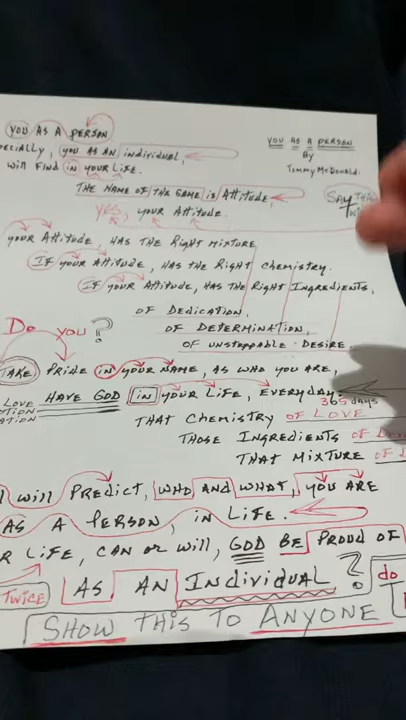 YOU AS A PERSON
YOU AS A PERSON
BY
Tommy McDonald
YOU AS AN individual,
will FIND in YOUR LiFE.
THE NAME OF THE GAME is Attitude,
SAY THIS
YES, your Attitude.
your Attitude, HAS THE Right mixture
IF your Attitude, HAS THE Right Chemistry.
IF your Attitude, HAS THE Right Ingredients,
OF DEDICATION,
OF DETERMINATION,
OF unstoppable - DESIRE.
Do you?
TAKE PRIDE in your NAME, AS WHO YOU ARE,
LOVE
HAVE GOD in your LiFE, EVERYday.
365 days
THAT CHEMISTRY OF LOVE
THOSE INGREDIENTS OF
THAT MIXTURE OF
will PREDICT, WHO AND WHAT, YOU ARE
AS A PERSON, in LiFE.
LiFE, CAN OR Will, GOD BE PROUD OF
TWICE
AS AN Individual ?
do
SHOW THIS TO ANYONE